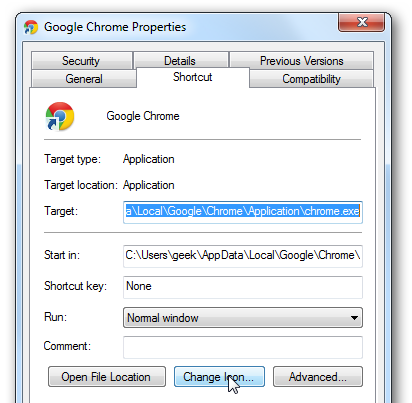 Google Chrome Properties
Security Details Previous Versions
General Shortcut Compatibility
Google Chrome
Target type: Application
Target location: Application
Target: a\Local\Google\Chrome\Application\chrome.exe
Start in: C:\Users\geek\AppData\Local\Google\Chrome\
Shortcut key: None
Run: Normal window
Comment:
Open File Location Change Icon... Advanced...